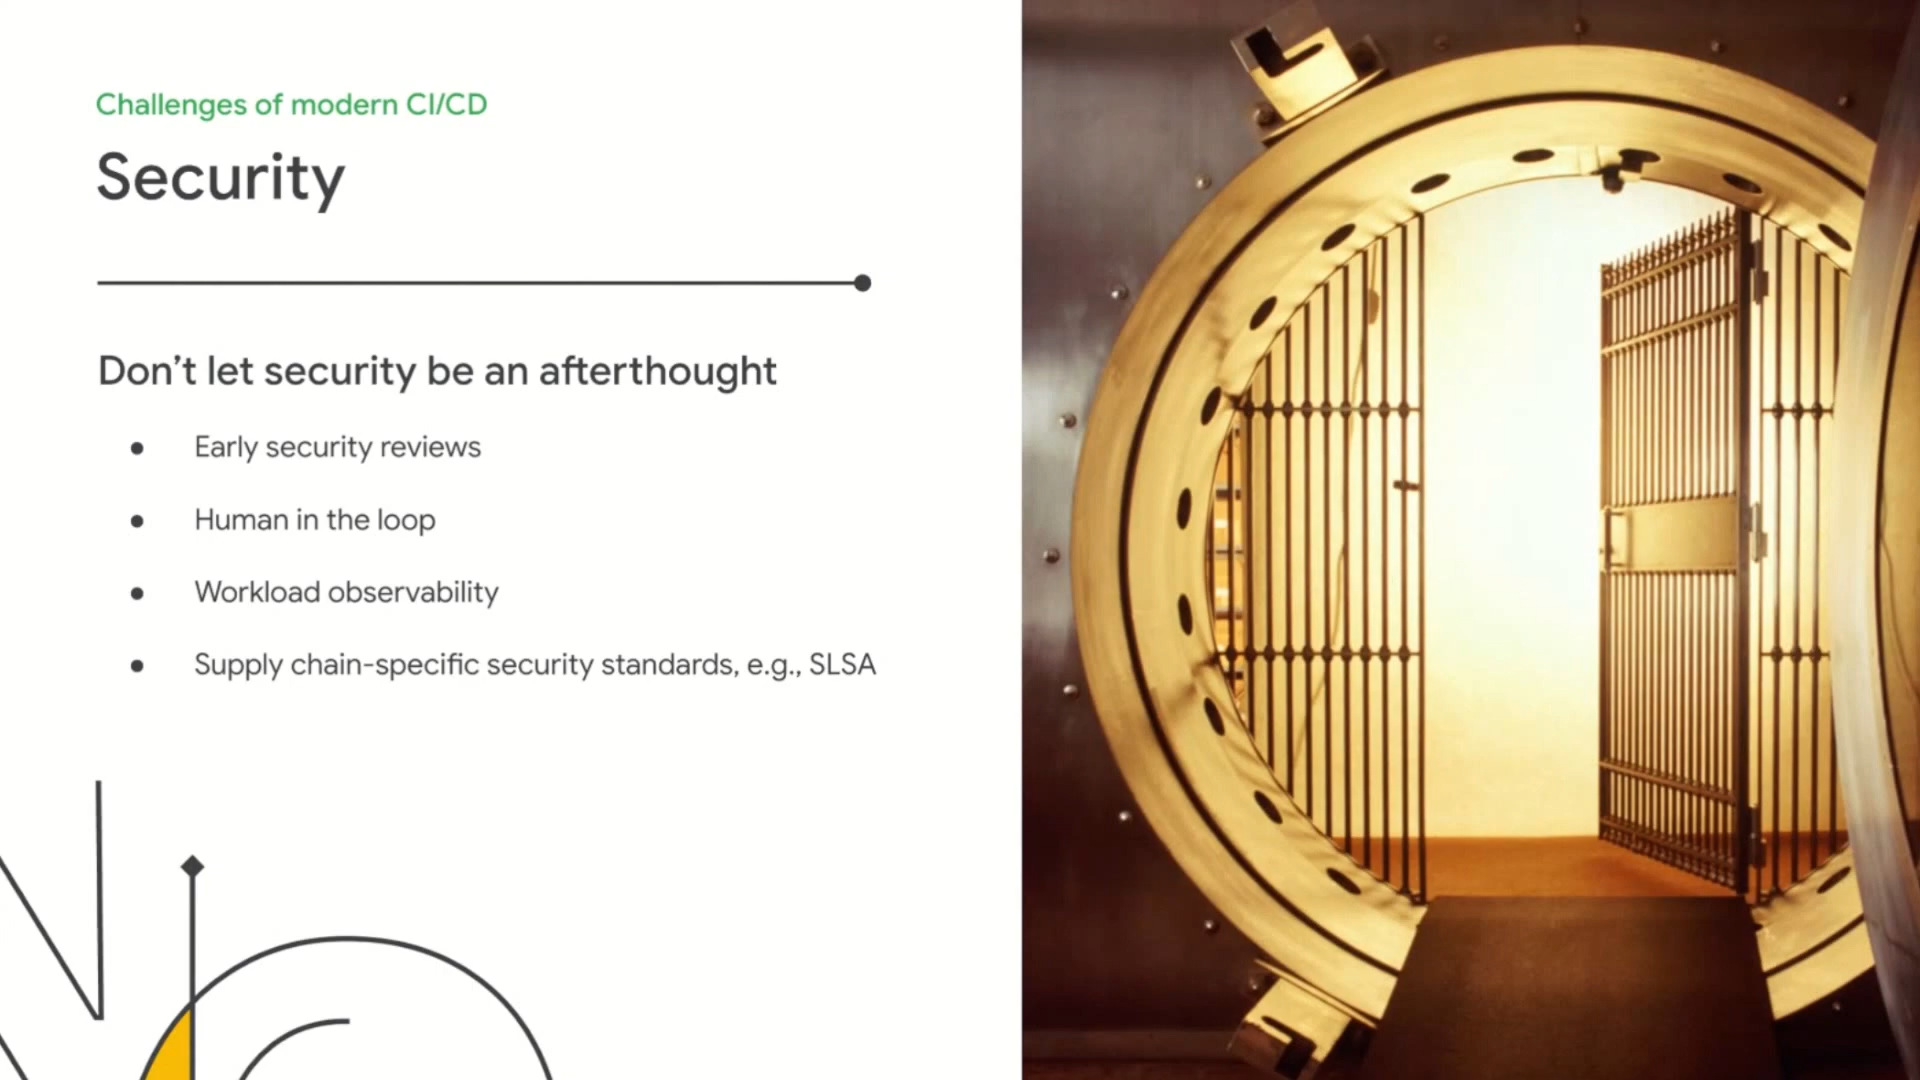 Challenges of modern CI/CD
Security
Don’t let security be an afterthought
● Early security reviews
● Human in the loop
● Workload observability
● Supply chain-specific security standards, e.g., SLSA